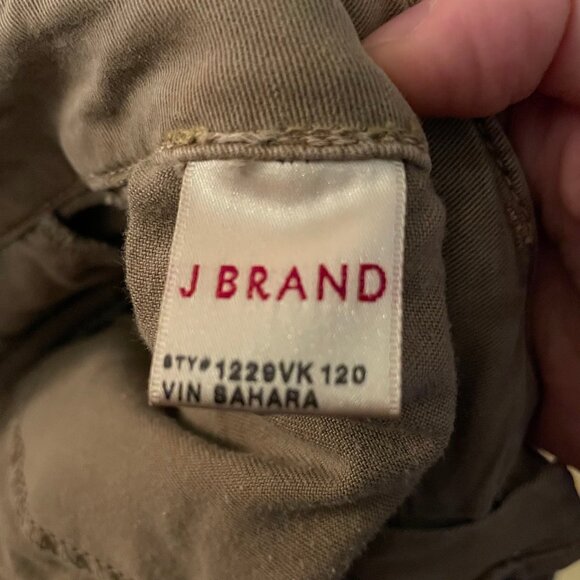 J BRAND
STY# 1229VK 120
VIN SAHARA